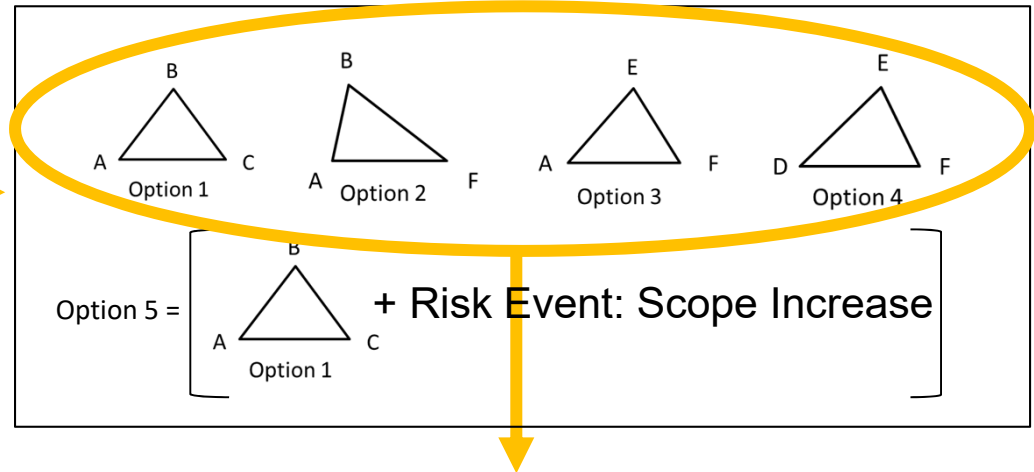 B
A
C
Option 1
B
A
F
Option 2
E
A
F
Option 3
E
D
F
Option 4
Option 5 =
B
A
C
Option 1
+ Risk Event: Scope Increase